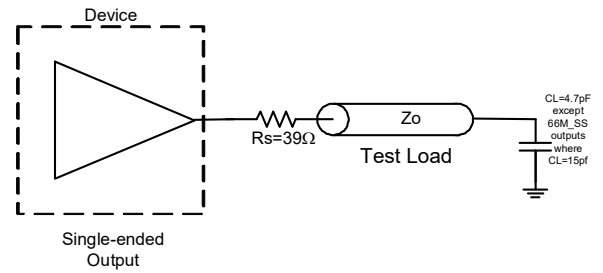 Device
Rs=39Ω
Zo
Test Load
CL=4.7pF
except
66M_SS
outputs
where
CL=15pf
Single-ended
Output